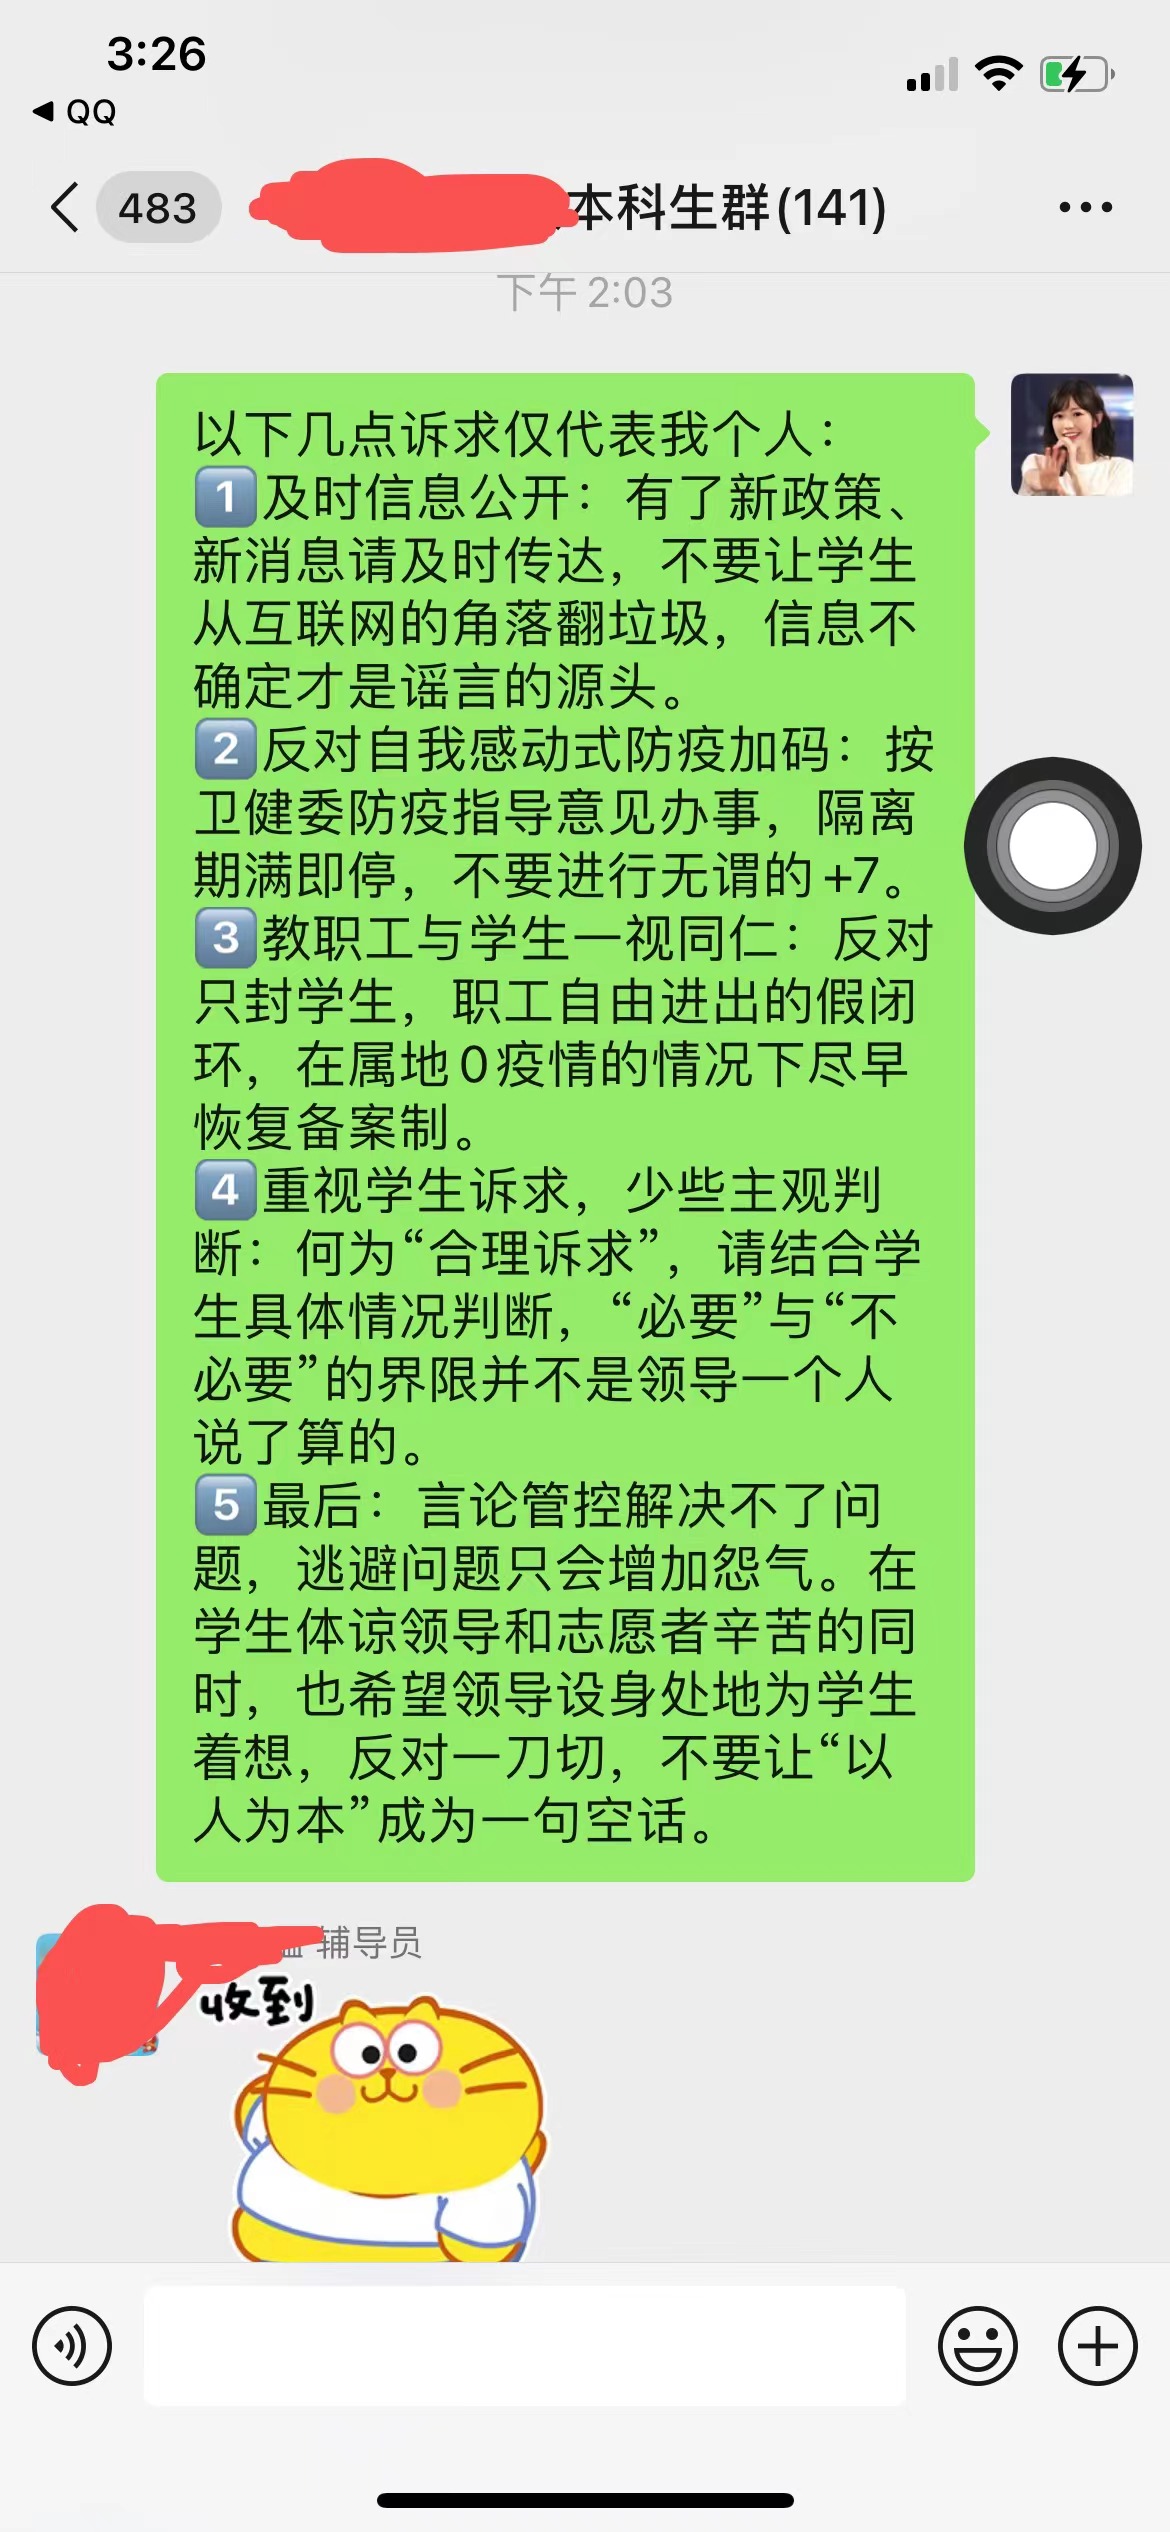 3:26
QQ
483
本科生群(141)
下午 2:03
以下几点诉求仅代表我个人：
1️⃣及时信息公开：有了新政策、
新消息请及时传达，不要让学生
从互联网的角落翻垃圾，信息不
确定才是谣言的源头。
2️⃣反对自我感动式防疫加码：按
卫健委防疫指导意见办事，隔离
期满即停，不要进行无谓的+7。
3️⃣教职工与学生一视同仁：反对
只封学生，职工自由进出的假闭
环，在属地0疫情的情况下尽早
恢复备案制。
4️⃣重视学生诉求，少些主观判
断：何为“合理诉求”，请结合学
生具体情况判断，“必要”与“不
必要”的界限并不是领导一个人
说了算的。
5️⃣最后：言论管控解决不了问
题，逃避问题只会增加怨气。在
学生体谅领导和志愿者辛苦的同
时，也希望领导设身处地为学生
着想，反对一刀切，不要让“以
人为本”成为一句空话。
辅导员
收到